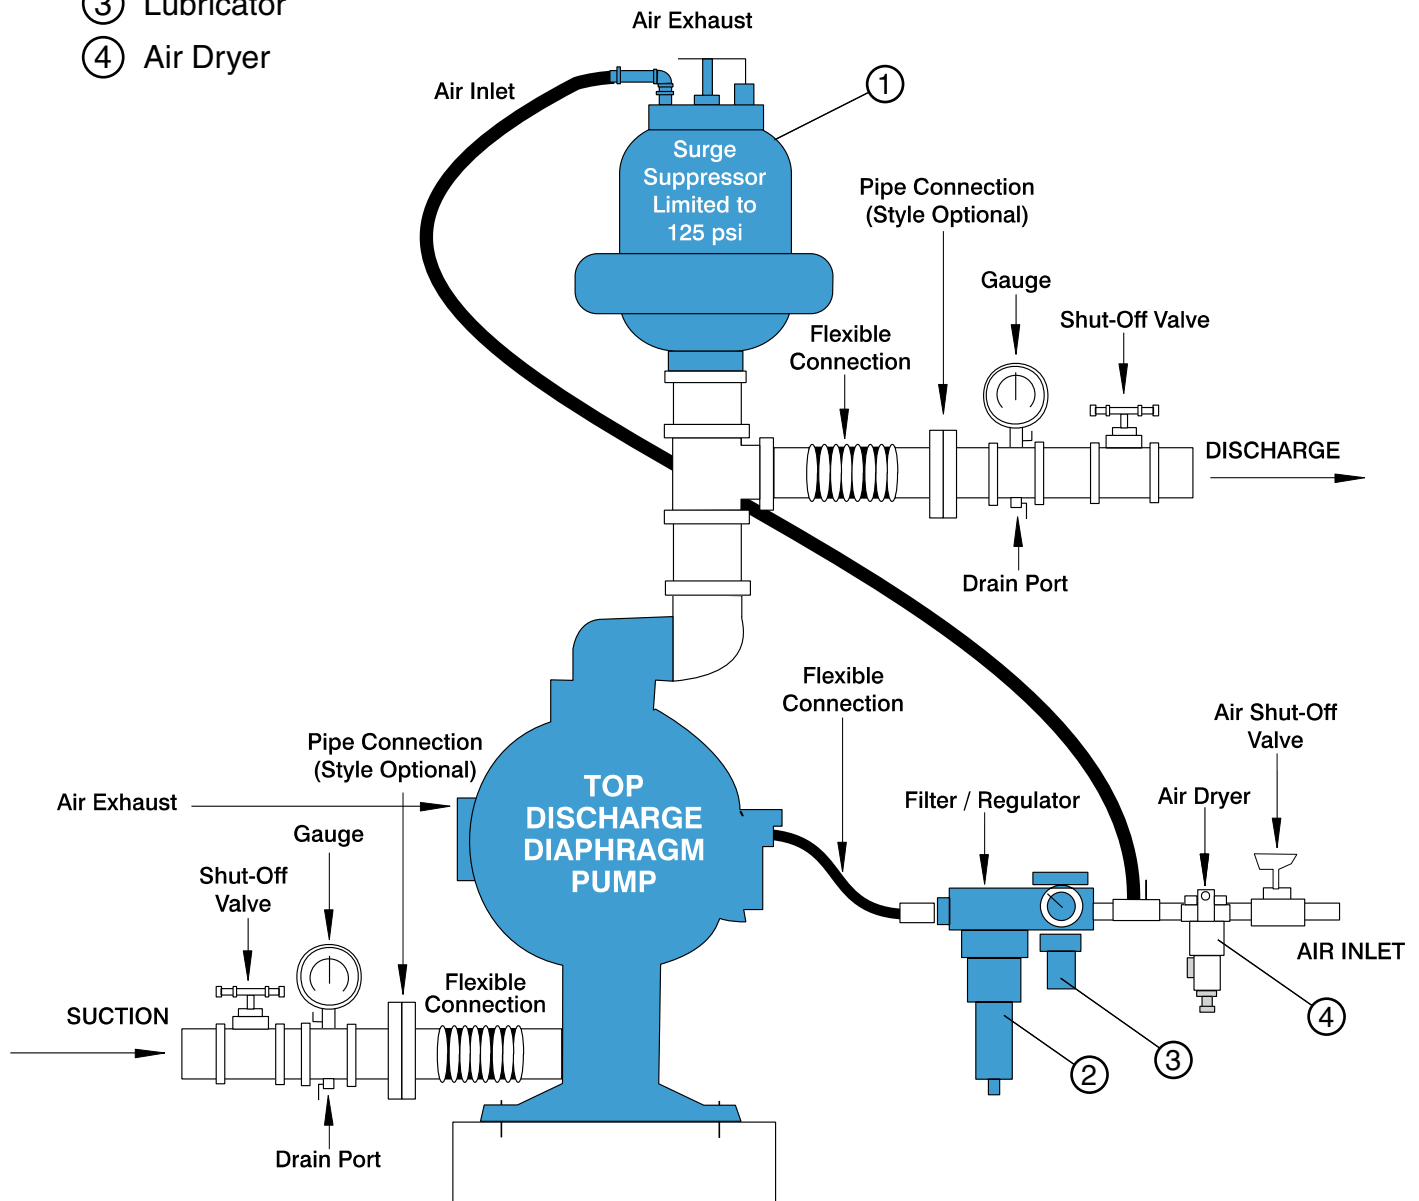 3 Lubricator
4 Air Dryer
Air Exhaust
Air Inlet
1
Surge
Suppressor
Limited to
125 psi
Pipe Connection
(Style Optional)
Gauge
Shut-Off Valve
Flexible
Connection
DISCHARGE
Drain Port
Flexible
Connection
Air Shut-Off
Valve
Pipe Connection
(Style Optional)
Air Exhaust
TOP
DISCHARGE
DIAPHRAGM
PUMP
Filter / Regulator
Air Dryer
Gauge
Shut-Off
Valve
AIR INLET
Flexible
Connection
SUCTION
4
3
2
Drain Port